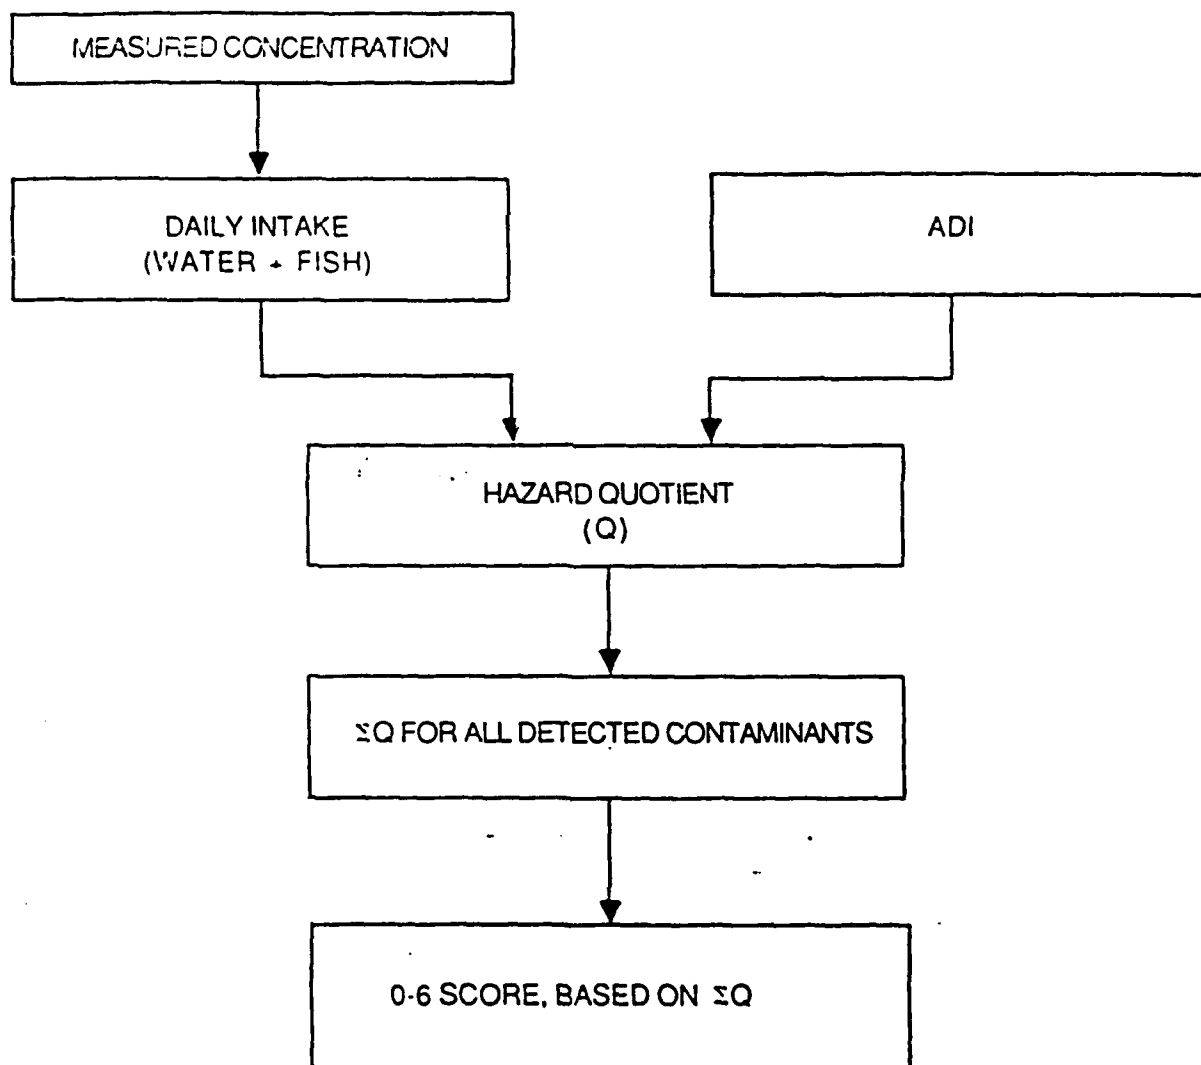 MEASURED CONCENTRATION
DAILY INTAKE
(WATER + FISH)
ADI
HAZARD QUOTIENT
(Q)
ΣQ FOR ALL DETECTED CONTAMINANTS
0-6 SCORE, BASED ON ΣQ